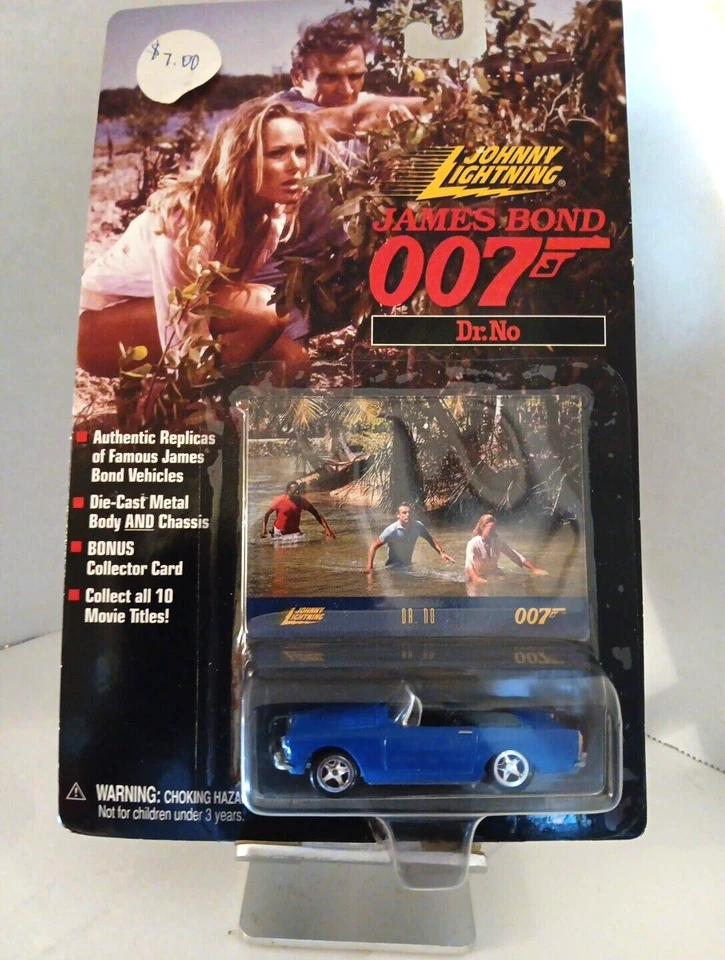 $7.00
JOHNNY
LIGHTNING®
JAMES BOND
007
Dr. No
Authentic Replicas
of Famous James
Bond Vehicles
Die-Cast Metal
Body AND Chassis
BONUS
Collector Card
Collect all 10
Movie Titles!
JOHNNY
LIGHTNING
DR. NO
007
WARNING: CHOKING HAZA
Not for children under 3 years.